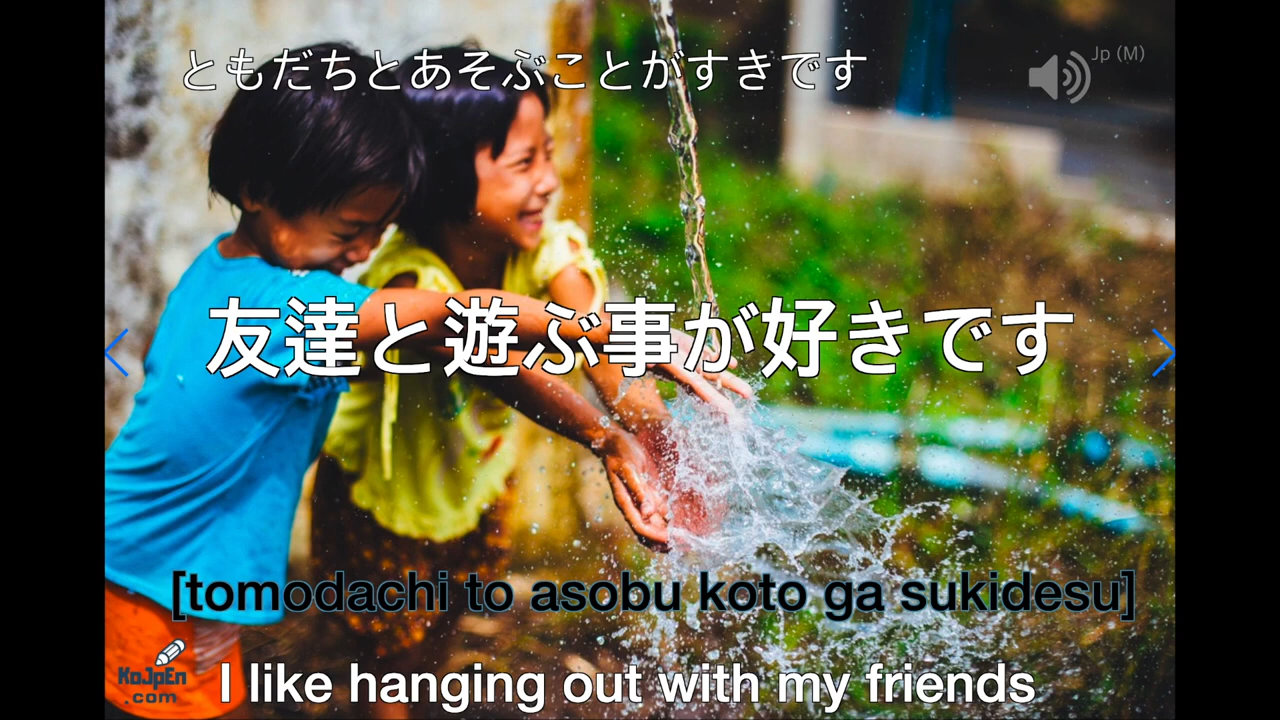 ともだちとあそぶことがすきです
Jp (M)
友達と遊ぶ事が好きです
[tomodachi to asobu koto ga sukidesu]
KoJpEn
.com
I like hanging out with my friends